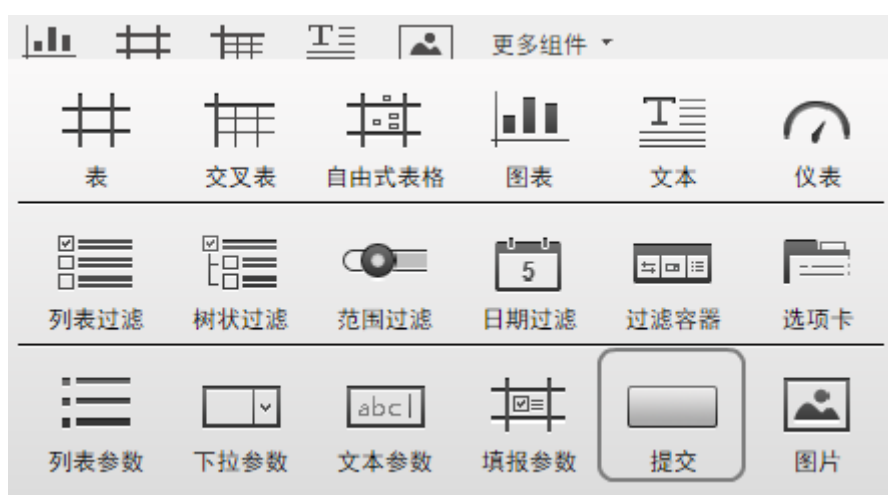 更多组件
表 交叉表 自由式表格 图表 文本 仪表
5
列表过滤 树状过滤 范围过滤 日期过滤 过滤容器 选项卡
abc
列表参数 下拉参数 文本参数 填报参数 提交 图片